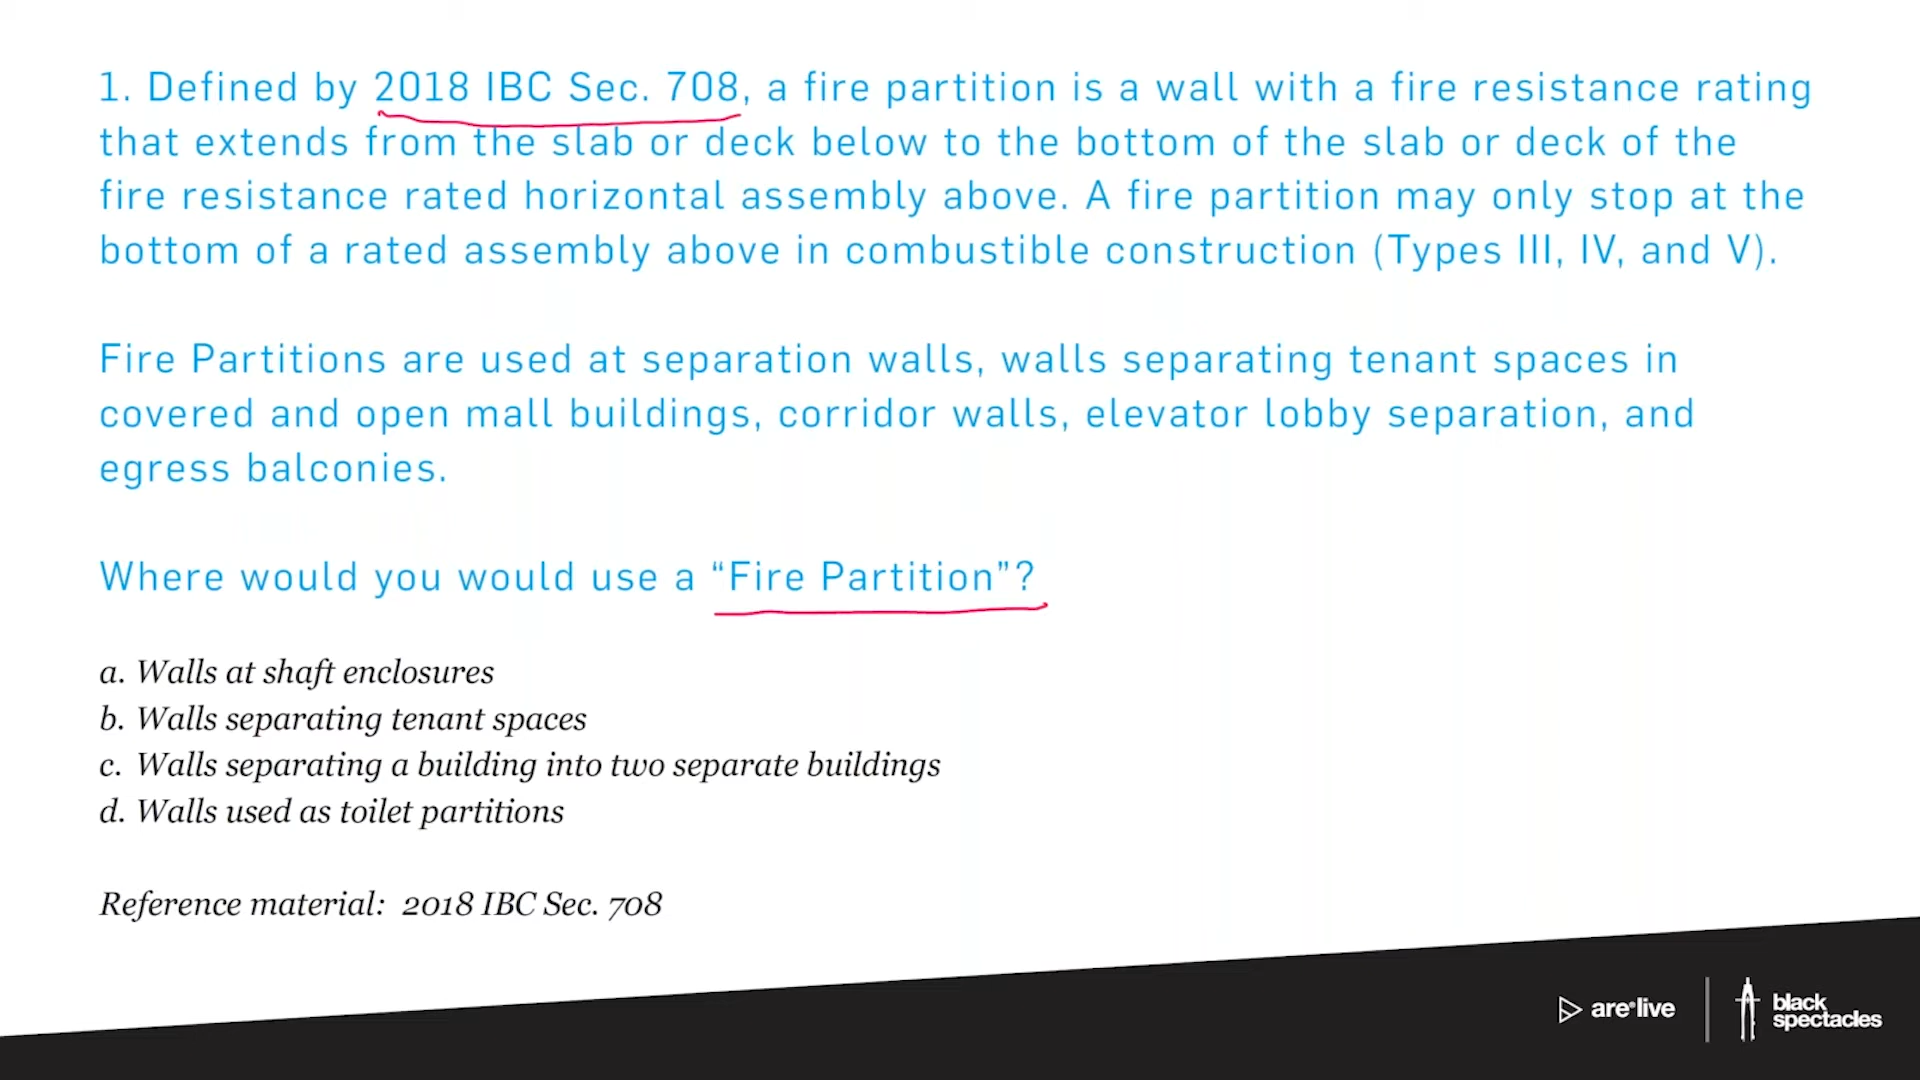 1. Defined by 2018 IBC Sec. 708, a fire partition is a wall with a fire resistance rating
that extends from the slab or deck below to the bottom of the slab or deck of the
fire resistance rated horizontal assembly above. A fire partition may only stop at the
bottom of a rated assembly above in combustible construction (Types III, IV, and V).
Fire Partitions are used at separation walls, walls separating tenant spaces in
covered and open mall buildings, corridor walls, elevator lobby separation, and
egress balconies.
Where would you would use a “Fire Partition”?
a. Walls at shaft enclosures
b. Walls separating tenant spaces
c. Walls separating a building into two separate buildings
d. Walls used as toilet partitions
Reference material: 2018 IBC Sec. 708
are®live
black
spectacles